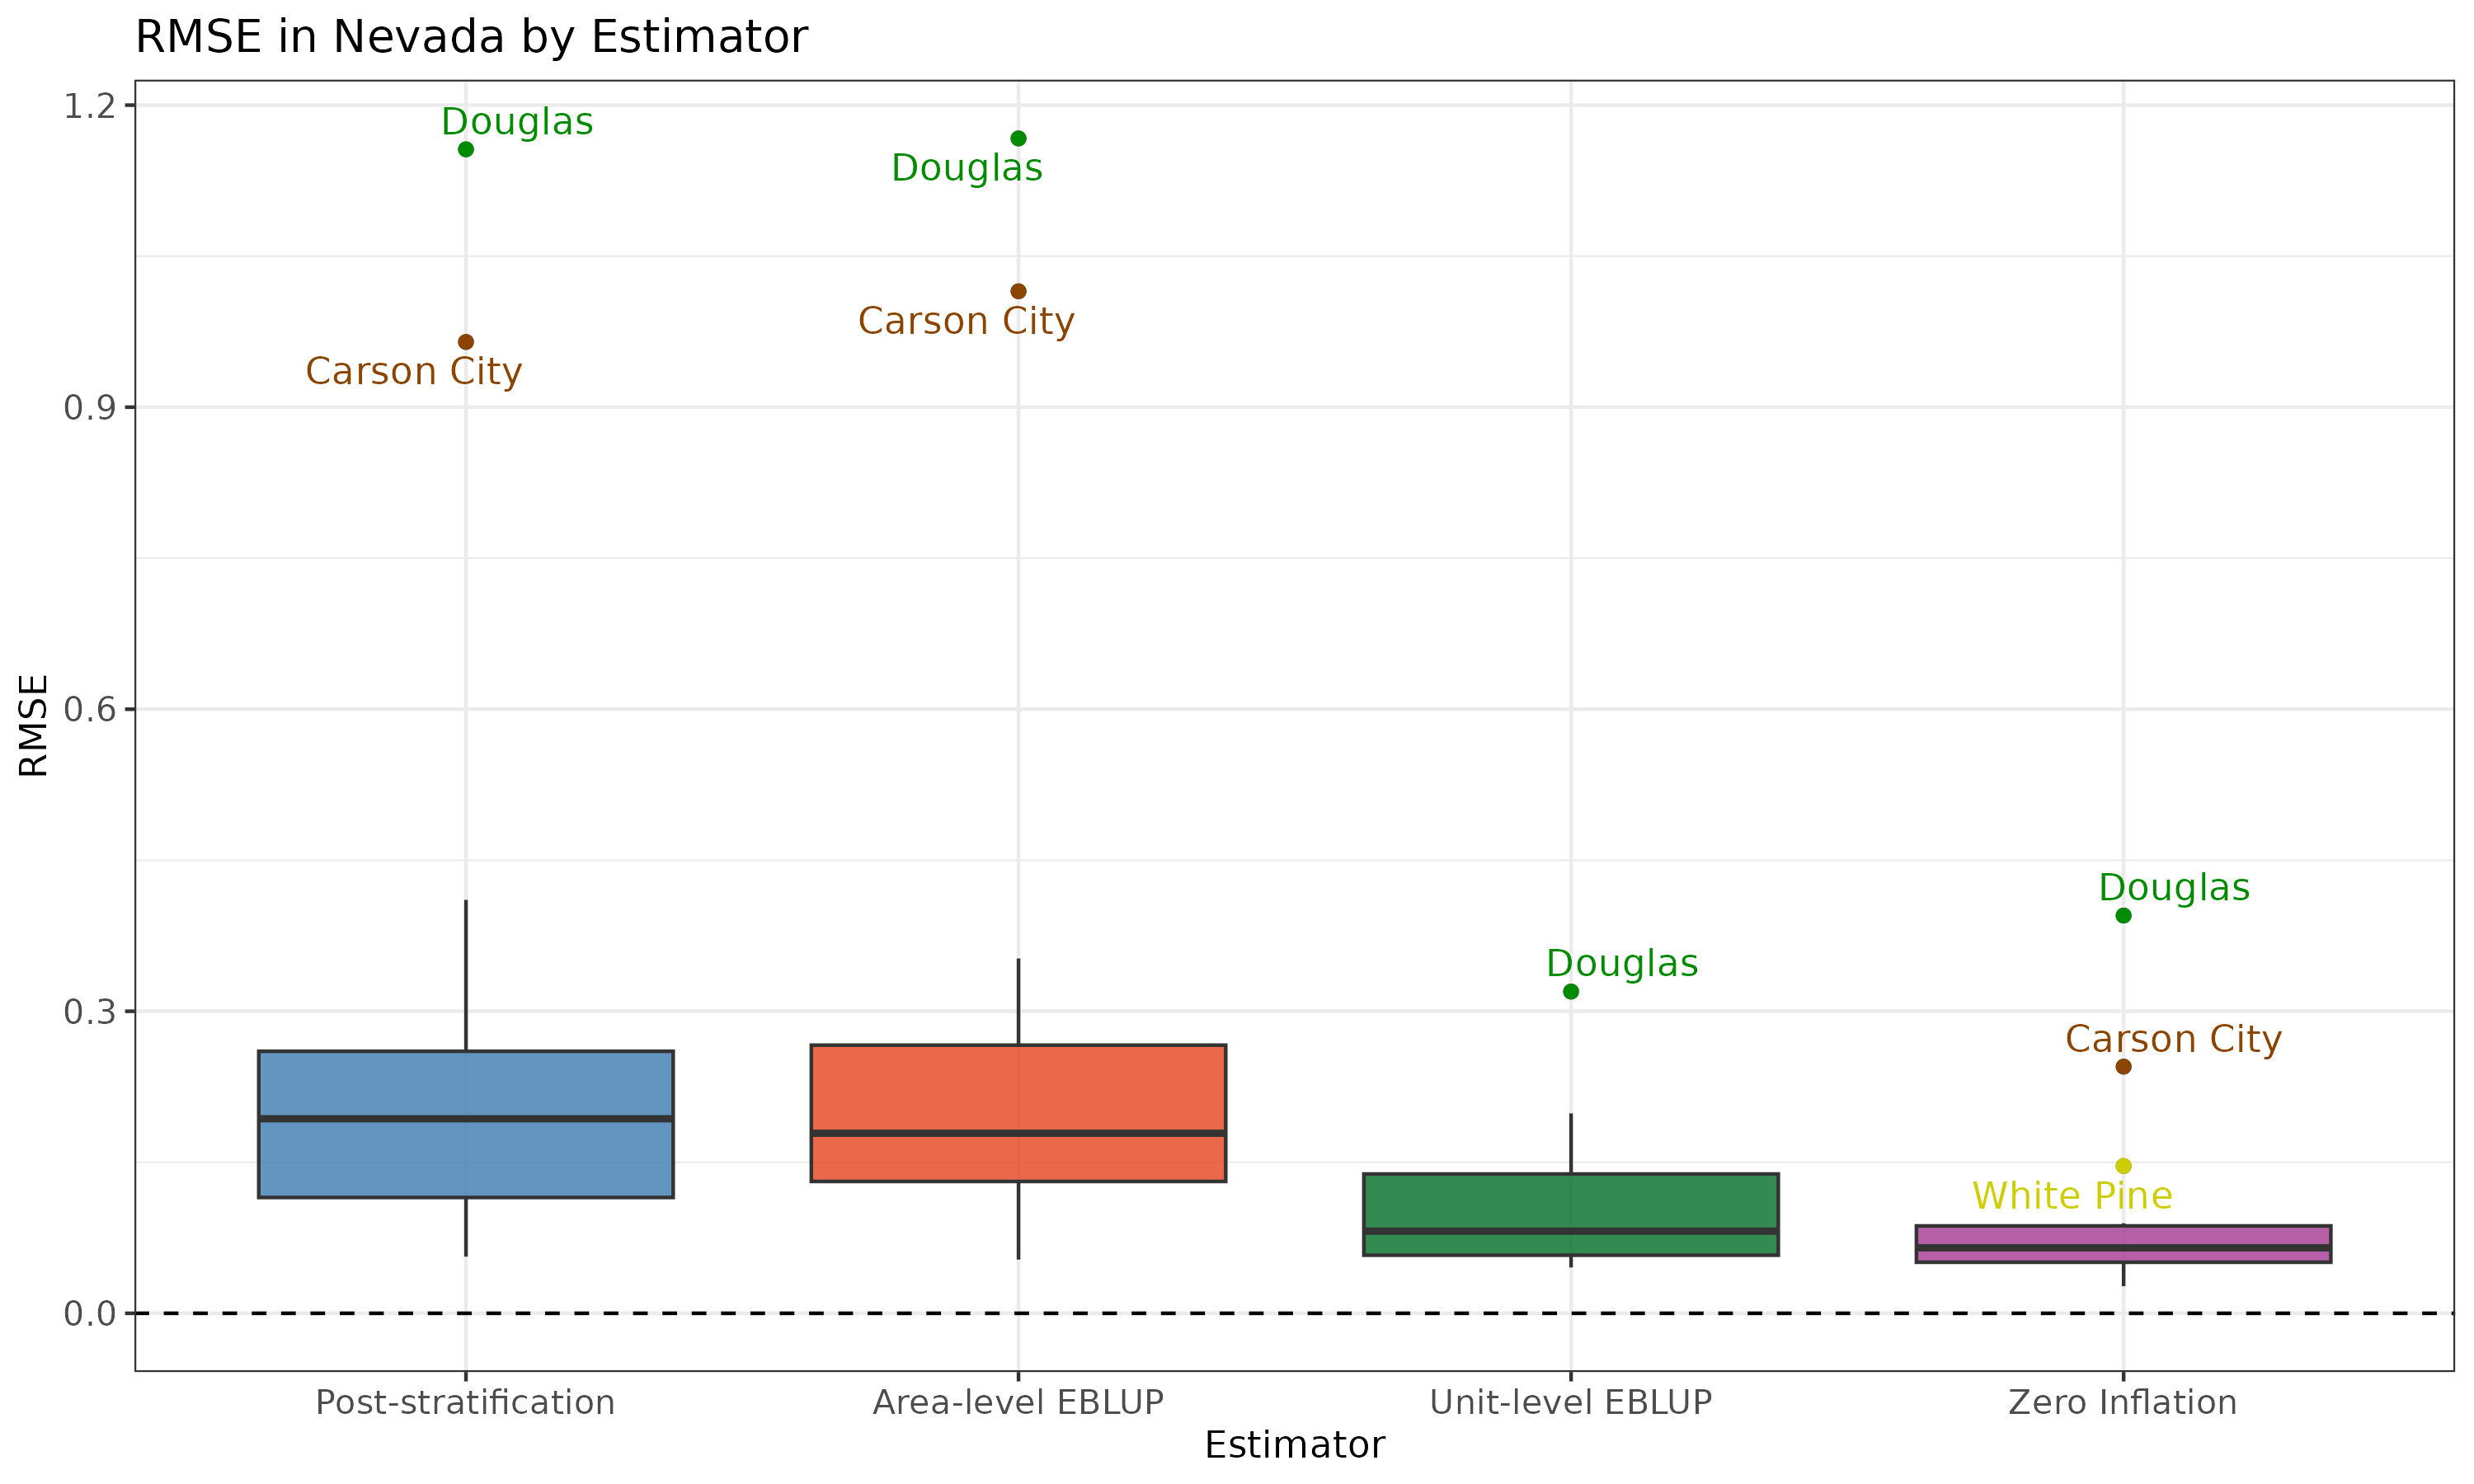 RMSE in Nevada by Estimator
1.2
0.9
0.6
0.3
0.0
RMSE
Douglas
Carson City
Douglas
Carson City
Douglas
Douglas
Carson City
White Pine
Post-stratification
Area-level EBLUP
Unit-level EBLUP
Zero Inflation
Estimator